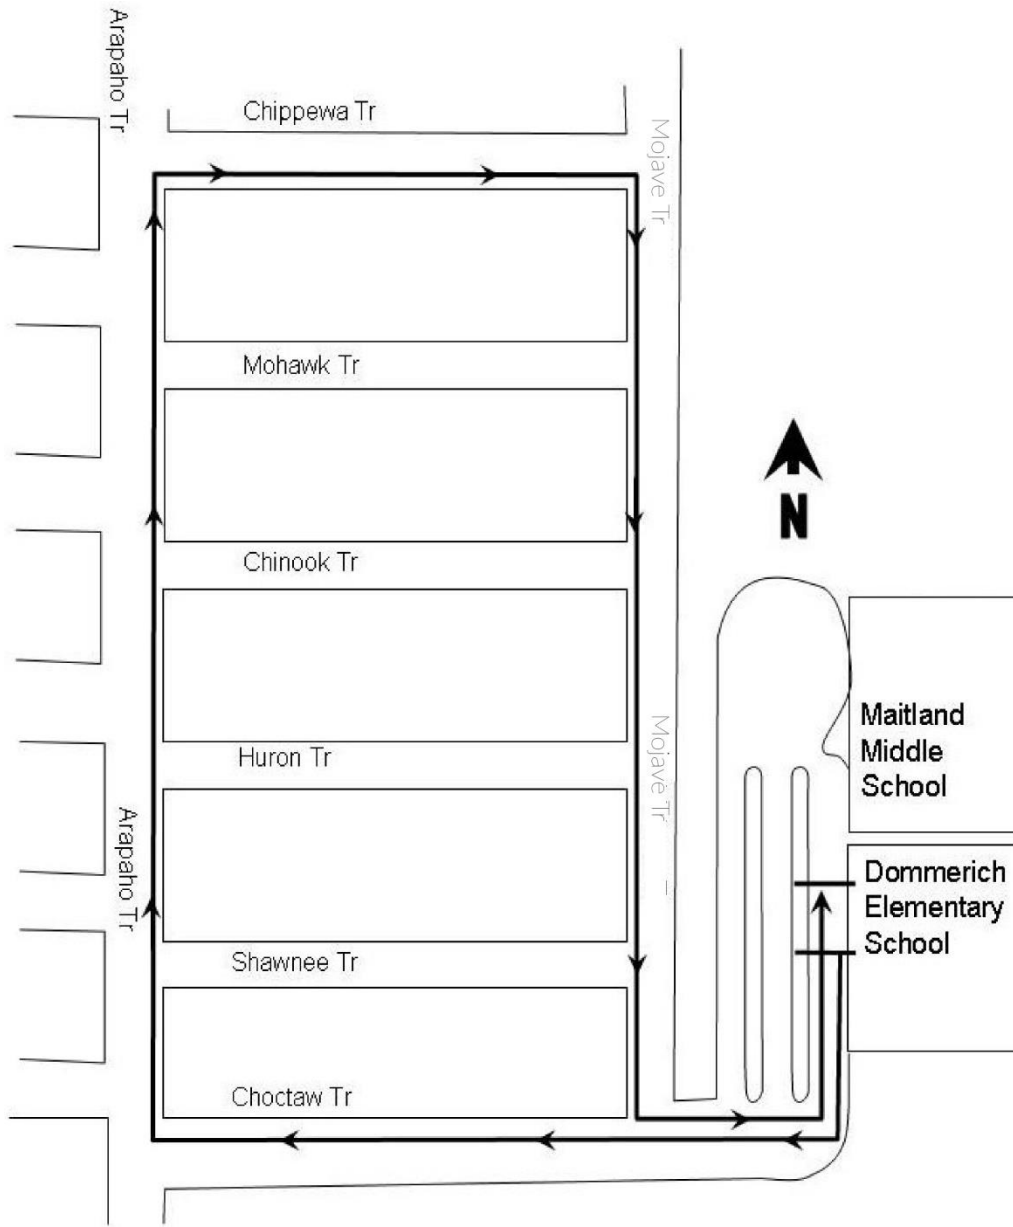 Arapaho Tr
Chippewa Tr
Mojave Tr
Mohawk Tr
N
Chinook Tr
Maitland
Middle
School
Mojave Tr
Huron Tr
Arapaho Tr
Dommerich
Elementary
School
Shawnee Tr
Choctaw Tr